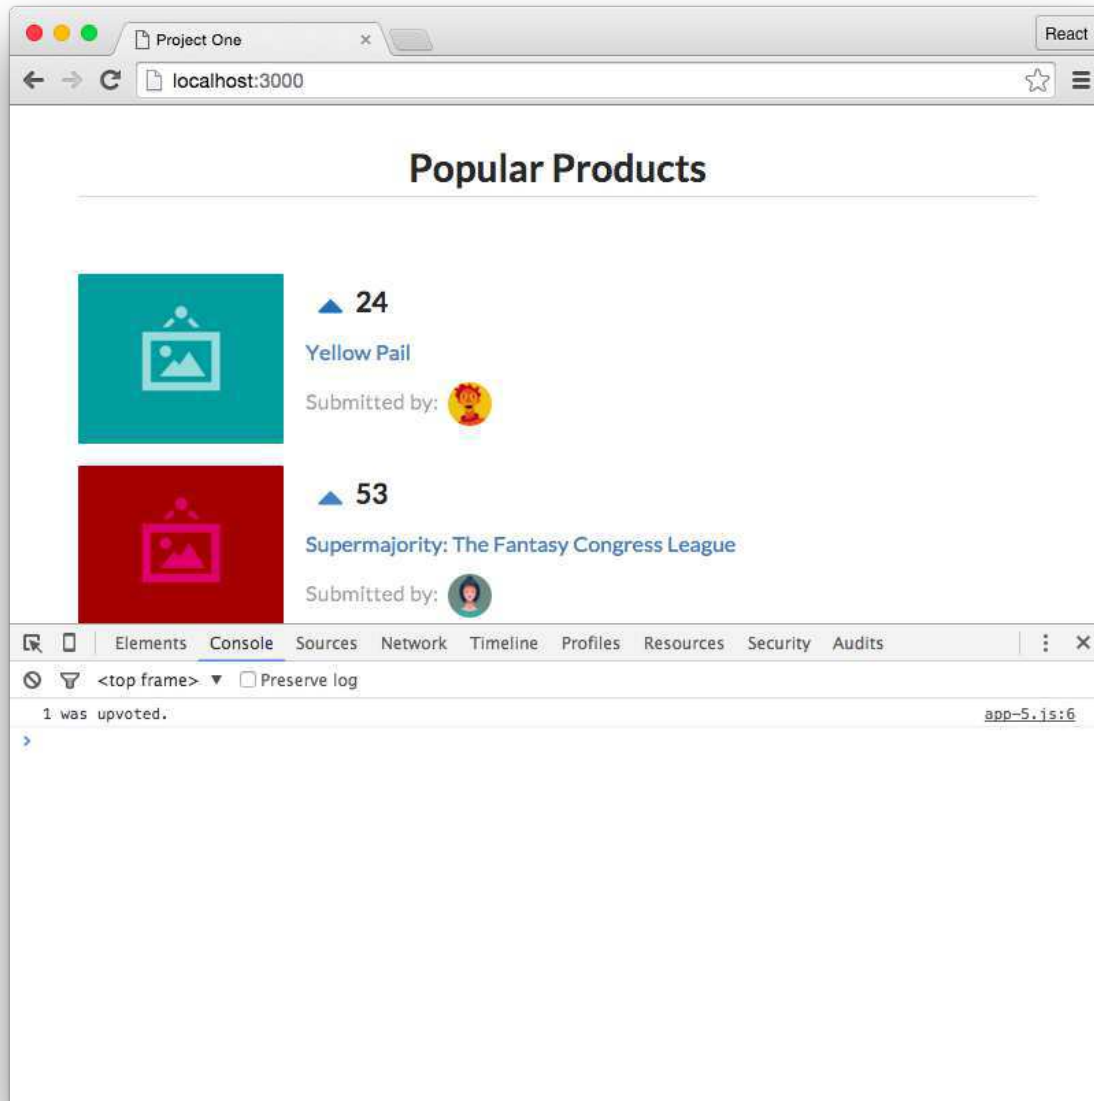 Project One
React
localhost:3000
Popular Products
24
Yellow Pail
Submitted by:
53
Supermajority: The Fantasy Congress League
Submitted by:
Elements Console Sources Network Timeline Profiles Resources Security Audits
<top frame> Preserve log
1 was upvoted. app-5.js:6